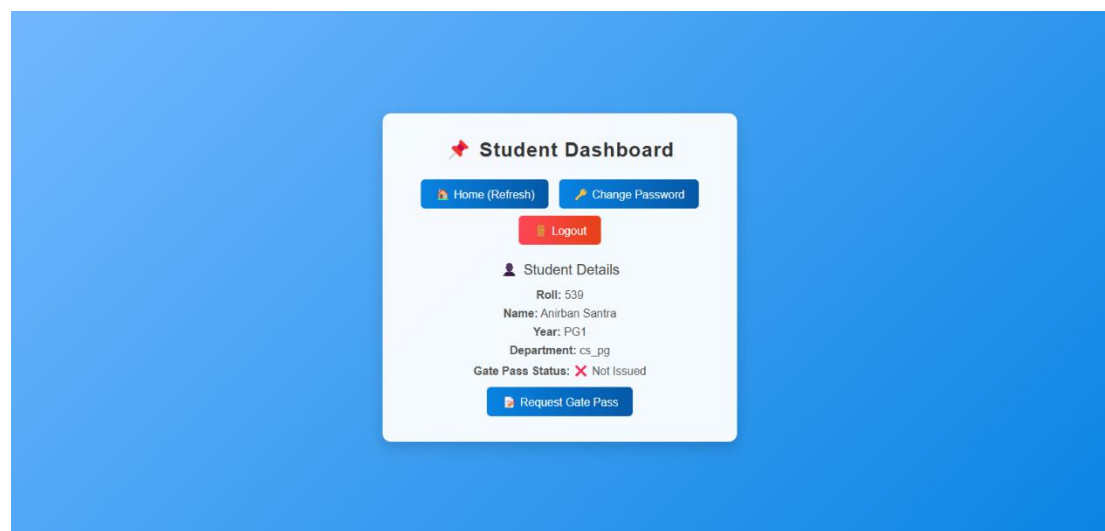 Student Dashboard
Home (Refresh)
Change Password
Logout
Student Details
Roll: 539
Name: Anirban Santra
Year: PG1
Department: cs_pg
Gate Pass Status: ❌ Not Issued
Request Gate Pass